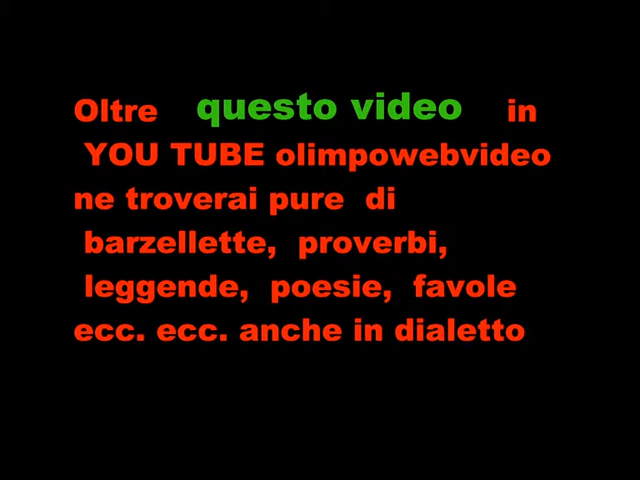 Oltre questo video in
YOU TUBE olimpowebvideo
ne troverai pure di
barzellette, proverbi,
leggende, poesie, favole
ecc. ecc. anche in dialetto